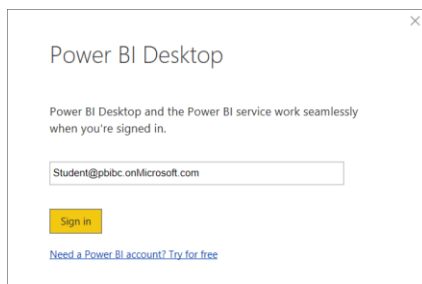 Power BI Desktop
Power BI Desktop and the Power BI service work seamlessly
when you're signed in.
Student@pbibc.onMicrosoft.com
Sign in
Need a Power BI account? Try for free